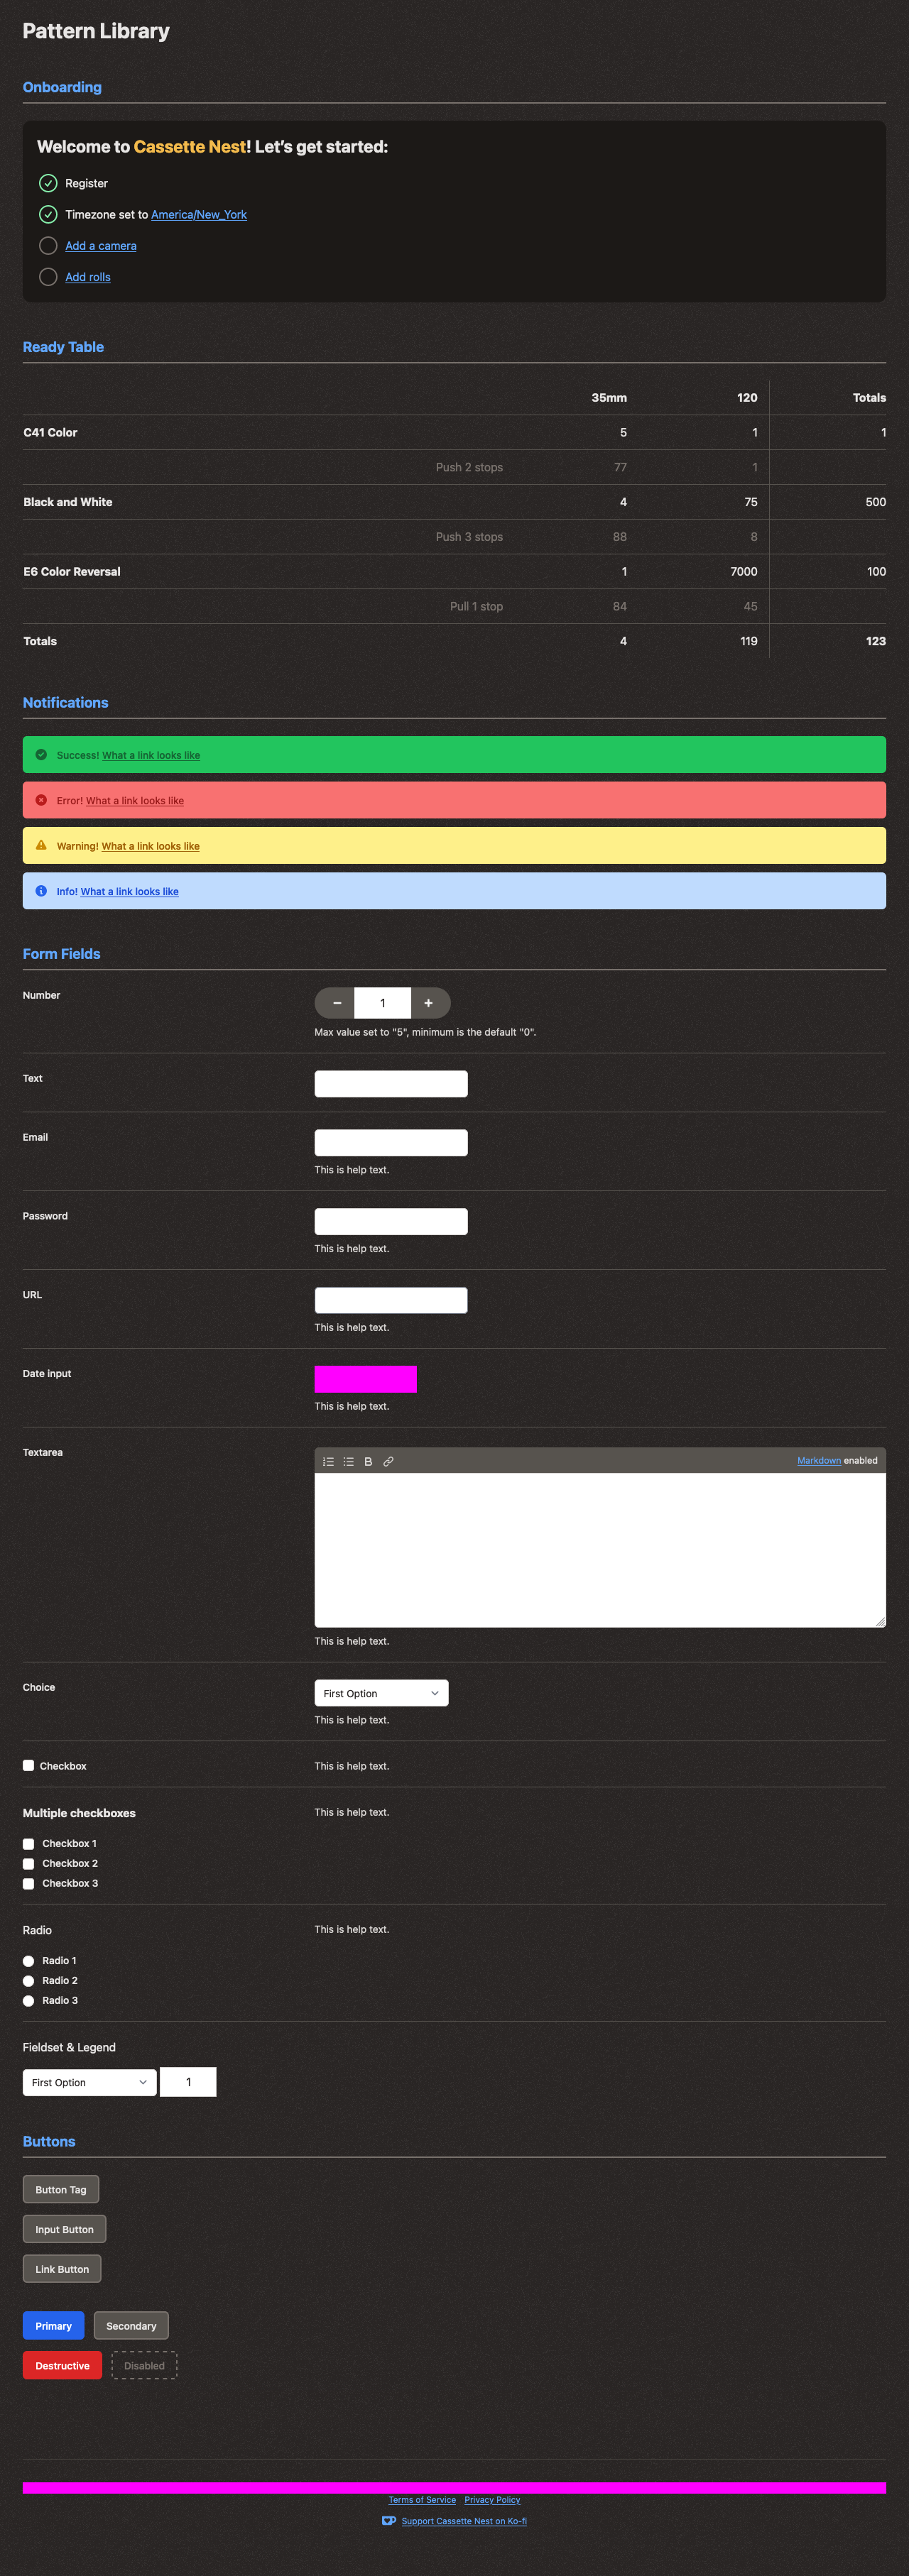 Pattern Library
Onboarding
Welcome to Cassette Nest! Let’s get started:
Register
Timezone set to America/New_York
Add a camera
Add rolls
Ready Table
35mm 120 Totals
C41 Color 5 1 1
Push 2 stops 77 1
Black and White 4 75 500
Push 3 stops 88 8
E6 Color Reversal 1 7000 100
Pull 1 stop 84 45
Totals 4 119 123
Notifications
Success! What a link looks like
Error! What a link looks like
Warning! What a link looks like
Info! What a link looks like
Form Fields
Number − 1 +
Max value set to "5", minimum is the default "0".
Text
Email
This is help text.
Password
This is help text.
URL
This is help text.
Date input
This is help text.
Textarea
B Markdown enabled
This is help text.
Choice
First Option
This is help text.
Checkbox This is help text.
Multiple checkboxes This is help text.
Checkbox 1
Checkbox 2
Checkbox 3
Radio This is help text.
Radio 1
Radio 2
Radio 3
Fieldset & Legend
First Option 1
Buttons
Button Tag
Input Button
Link Button
Primary Secondary
Destructive Disabled
Terms of Service Privacy Policy
Support Cassette Nest on Ko-fi